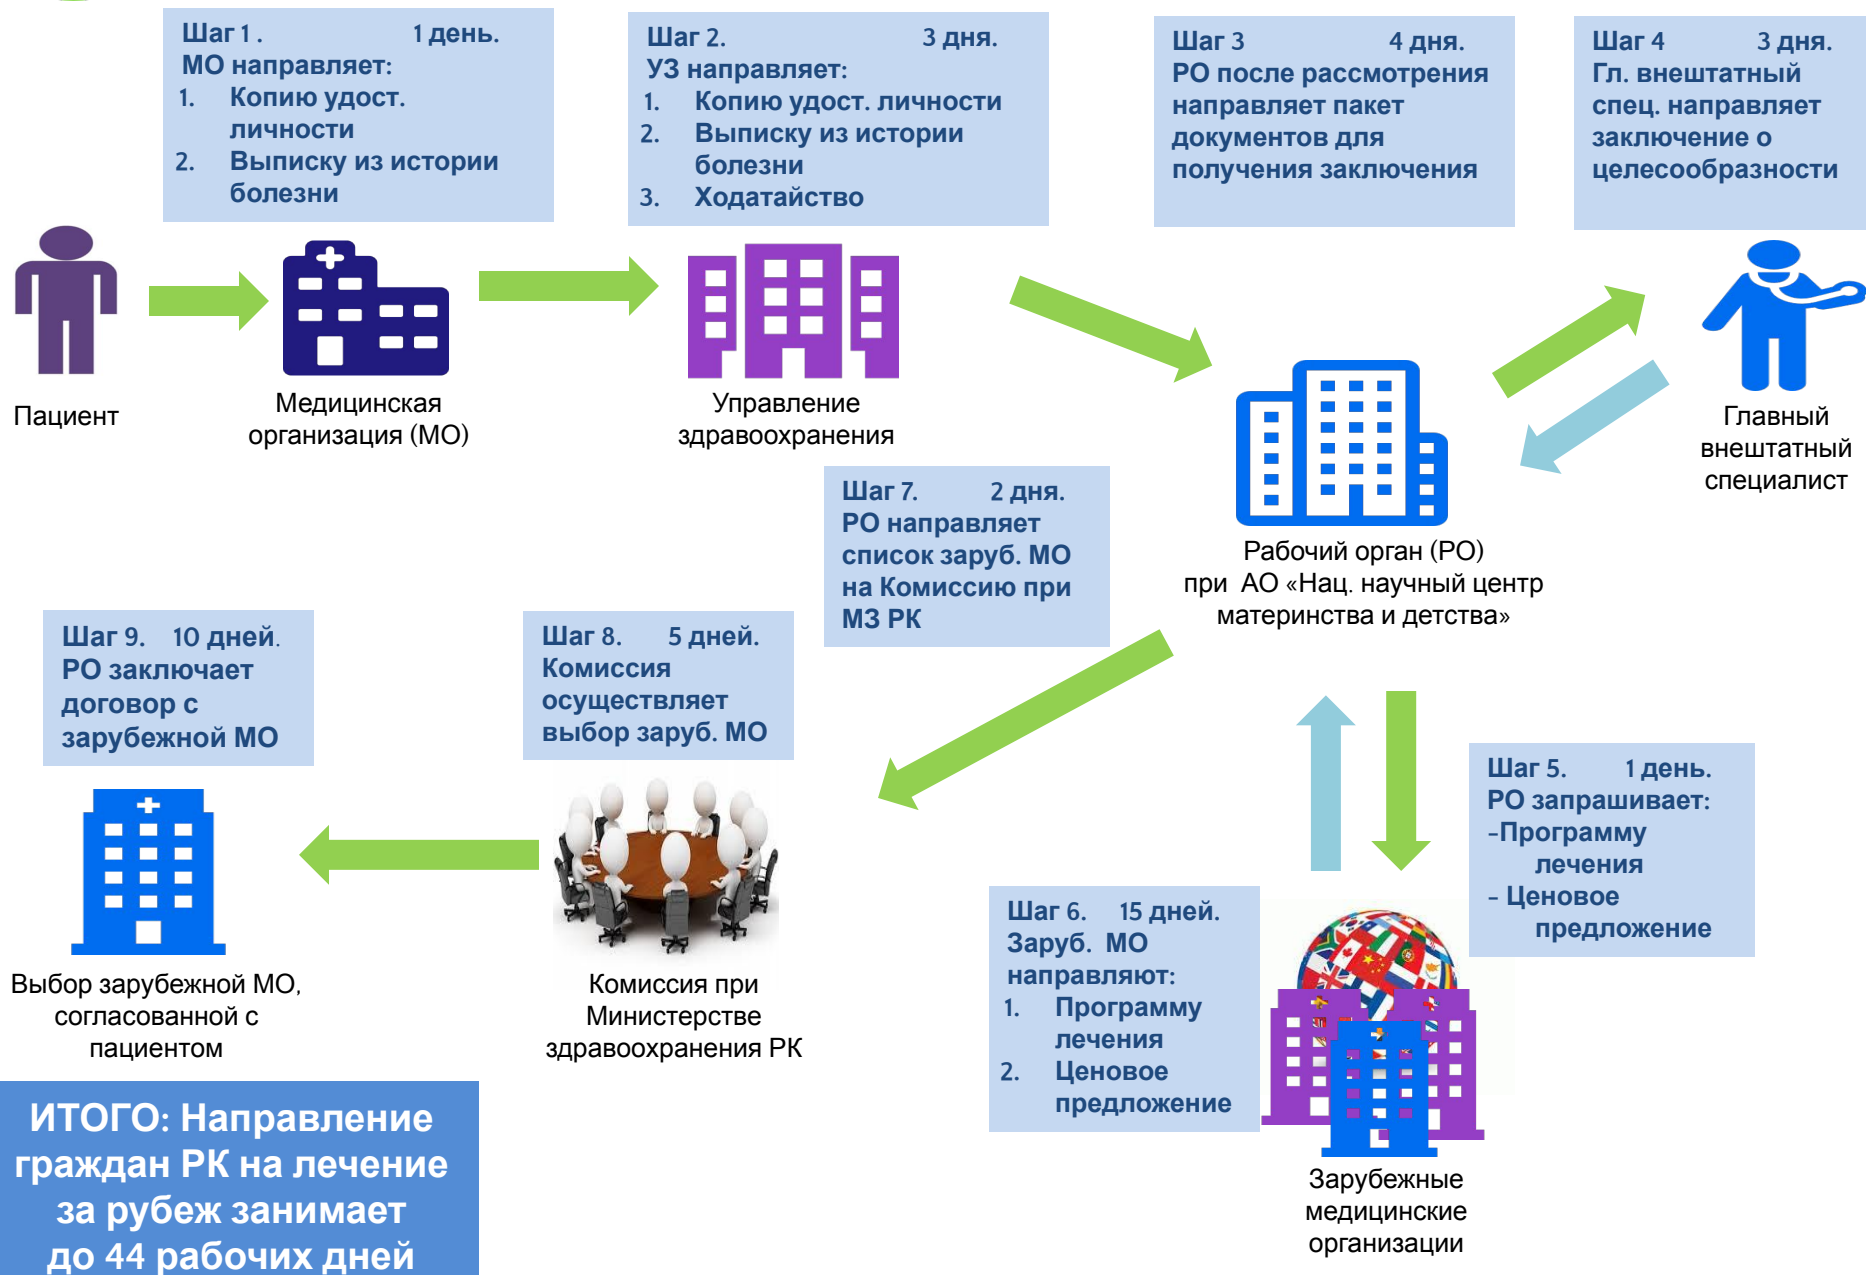 Шаг 1. 1 день.
МО направляет:
1. Копию удост.
личности
2. Выписку из истории
болезни
Шаг 2. 3 дня.
УЗ направляет:
1. Копию удост. личности
2. Выписку из истории
болезни
3. Ходатайство
Шаг 3 4 дня.
РО после рассмотрения
направляет пакет
документов для
получения заключения
Шаг 4 3 дня.
Гл. внештатный
спец. направляет
заключение о
целесообразности
Пациент
Медицинская
организация (МО)
Управление
здравоохранения
Главный
внештатный
специалист
Рабочий орган (РО)
при АО «Нац. научный центр
материнства и детства»
Шаг 7. 2 дня.
РО направляет
список заруб. МО
на Комиссию при
МЗ РК
Шаг 9. 10 дней.
РО заключает
договор с
зарубежной МО
Шаг 8. 5 дней.
Комиссия
осуществляет
выбор заруб. МО
Шаг 5. 1 день.
РО запрашивает:
-Программу
лечения
- Ценовое
предложение
Шаг 6. 15 дней.
Заруб. МО
направляют:
1. Программу
лечения
2. Ценовое
предложение
Выбор зарубежной МО,
согласованной с
пациентом
Комиссия при
Министерстве
здравоохранения РК
Зарубежные
медицинские
организации
ИТОГО: Направление
граждан РК на лечение
за рубеж занимает
до 44 рабочих дней